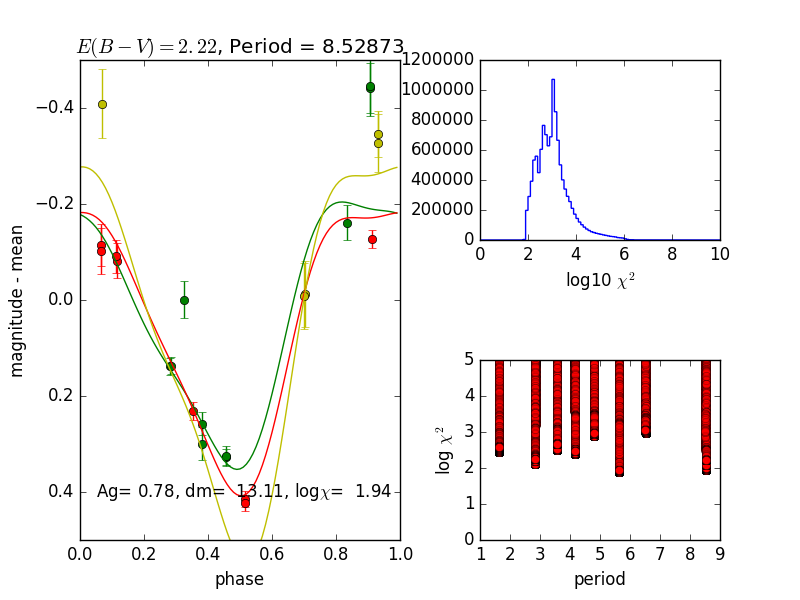 E(B − V) = 2.22, Period = 8.52873
−0.4
−0.2
0.0
0.2
0.4
magnitude - mean
Ag= 0.78, dm= 13.11, logχ= 1.94
0.0 0.2 0.4 0.6 0.8 1.0
phase
1200000
1000000
800000
600000
400000
200000
0
0 2 4 6 8 10
log10 χ²
5
4
3
2
1
0
log χ²
1 2 3 4 5 6 7 8 9
period